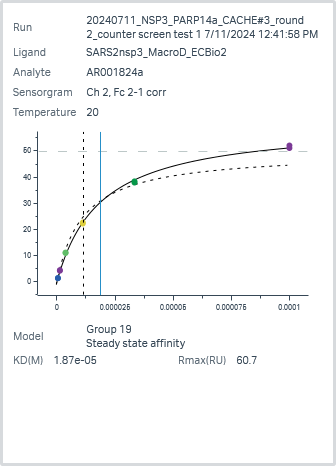 Run 20240711_NSP3_PARP14a_CACHE#3_round
2_counter screen test 1 7/11/2024 12:41:58 PM
Ligand SARS2nsp3_MacroD_ECBio2
Analyte AR001824a
Sensorgram Ch 2, Fc 2-1 corr
Temperature 20
60
50
40
30
20
10
0
0 0.000025 0.00005 0.000075 0.0001
Model Group 19
Steady state affinity
KD(M) 1.87e-05 Rmax(RU) 60.7